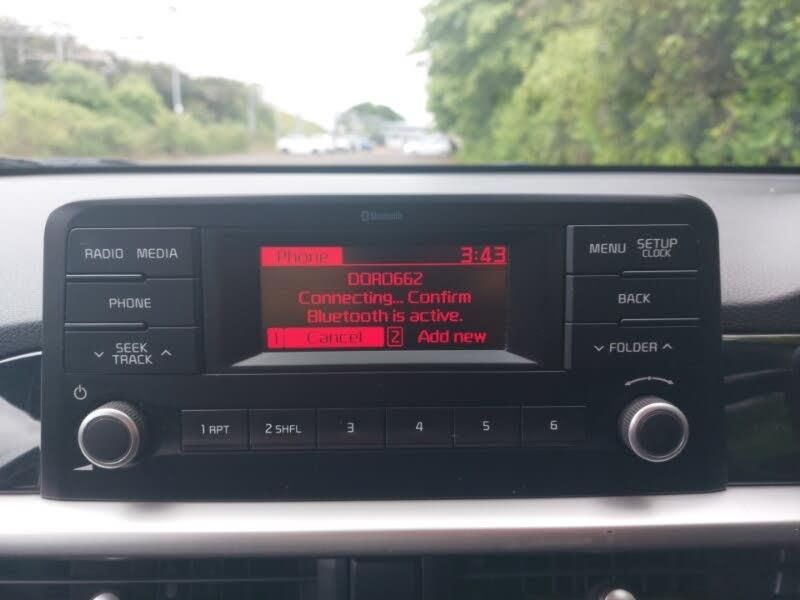 Bluetooth
RADIO MEDIA
PHONE
SEEK
TRACK
Phone 3:43
DORO662
Connecting... Confirm
Bluetooth is active.
1 Cancel 2 Add new
MENU SETUP
CLOCK
BACK
FOLDER
1 RPT 2 SHFL 3 4 5 6